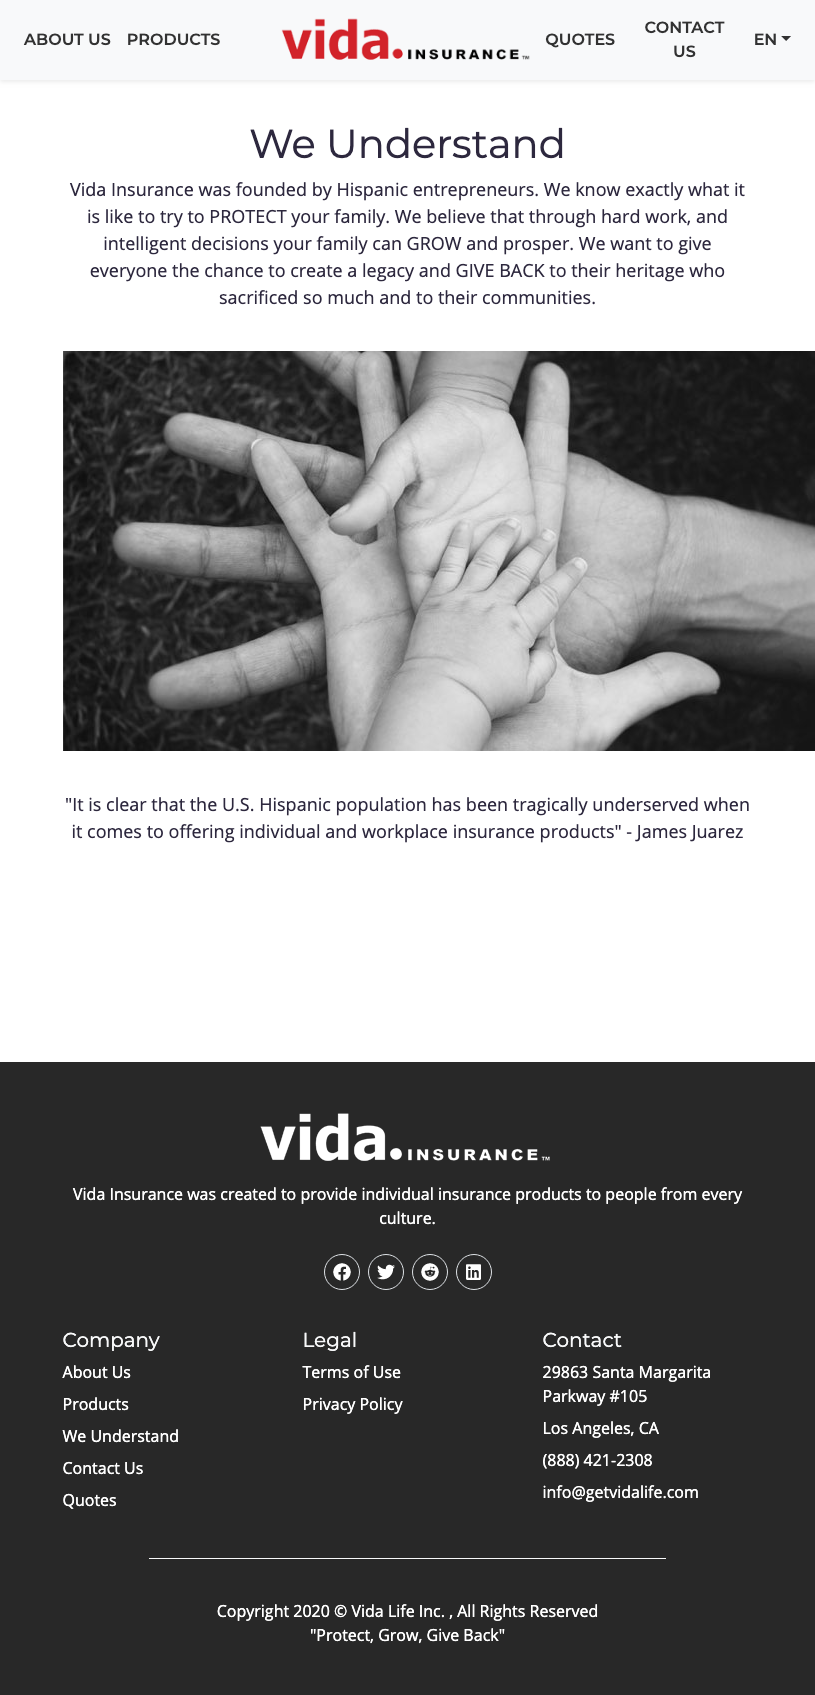 ABOUT US PRODUCTS vida.INSURANCE™ QUOTES CONTACT US EN
We Understand
Vida Insurance was founded by Hispanic entrepreneurs. We know exactly what it
is like to try to PROTECT your family. We believe that through hard work, and
intelligent decisions your family can GROW and prosper. We want to give
everyone the chance to create a legacy and GIVE BACK to their heritage who
sacrificed so much and to their communities.
"It is clear that the U.S. Hispanic population has been tragically underserved when
it comes to offering individual and workplace insurance products" - James Juarez
vida.INSURANCE™
Vida Insurance was created to provide individual insurance products to people from every
culture.
Company
About Us
Products
We Understand
Contact Us
Quotes
Legal
Terms of Use
Privacy Policy
Contact
29863 Santa Margarita
Parkway #105
Los Angeles, CA
(888) 421-2308
info@getvidalife.com
Copyright 2020 © Vida Life Inc. , All Rights Reserved
"Protect, Grow, Give Back"